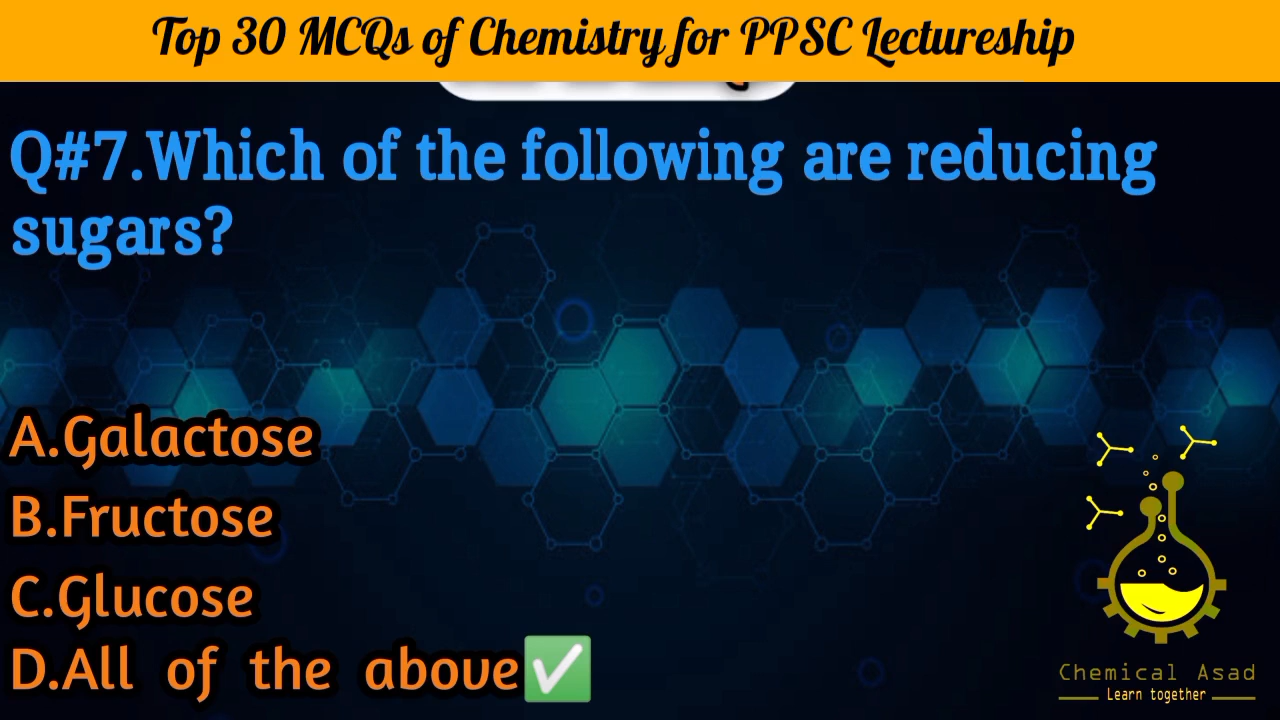 Top 30 MCQs of Chemistry for PPSC Lectureship
Q#7.Which of the following are reducing
sugars?
A.Galactose
B.Fructose
C.Glucose
D.All of the above✅
Chemical Asad
Learn together